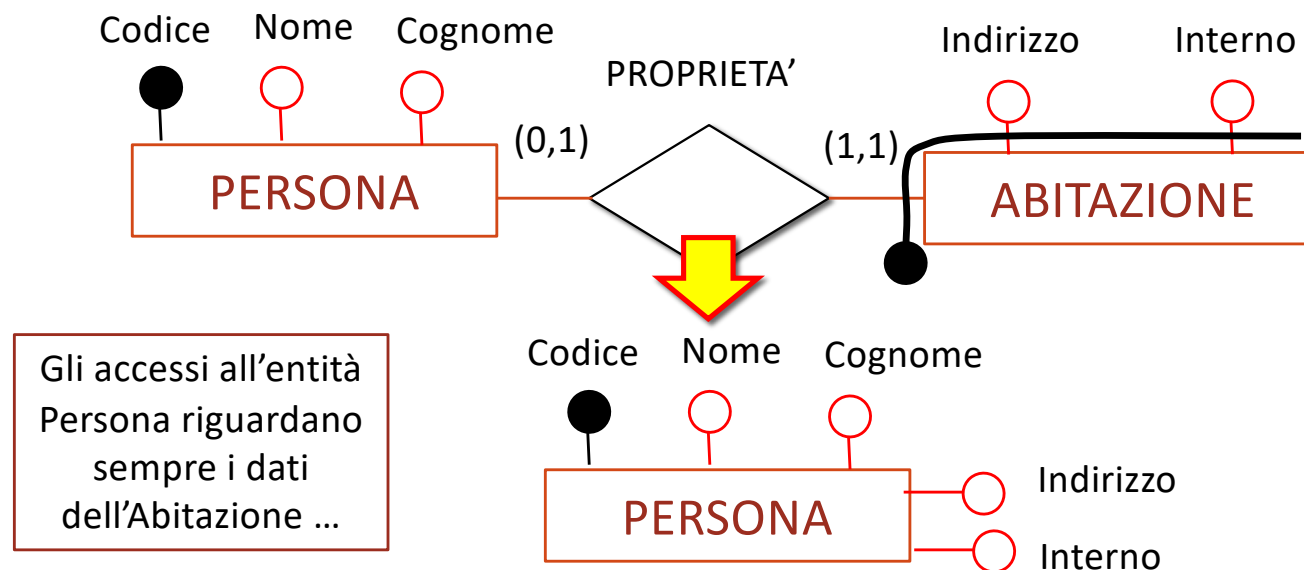 Codice
Nome
Cognome
PROPRIETA’
Indirizzo
Interno
(0,1)
(1,1)
PERSONA
ABITAZIONE
Gli accessi all’entità
Persona riguardano
sempre i dati
dell’Abitazione …
Codice
Nome
Cognome
PERSONA
Indirizzo
Interno